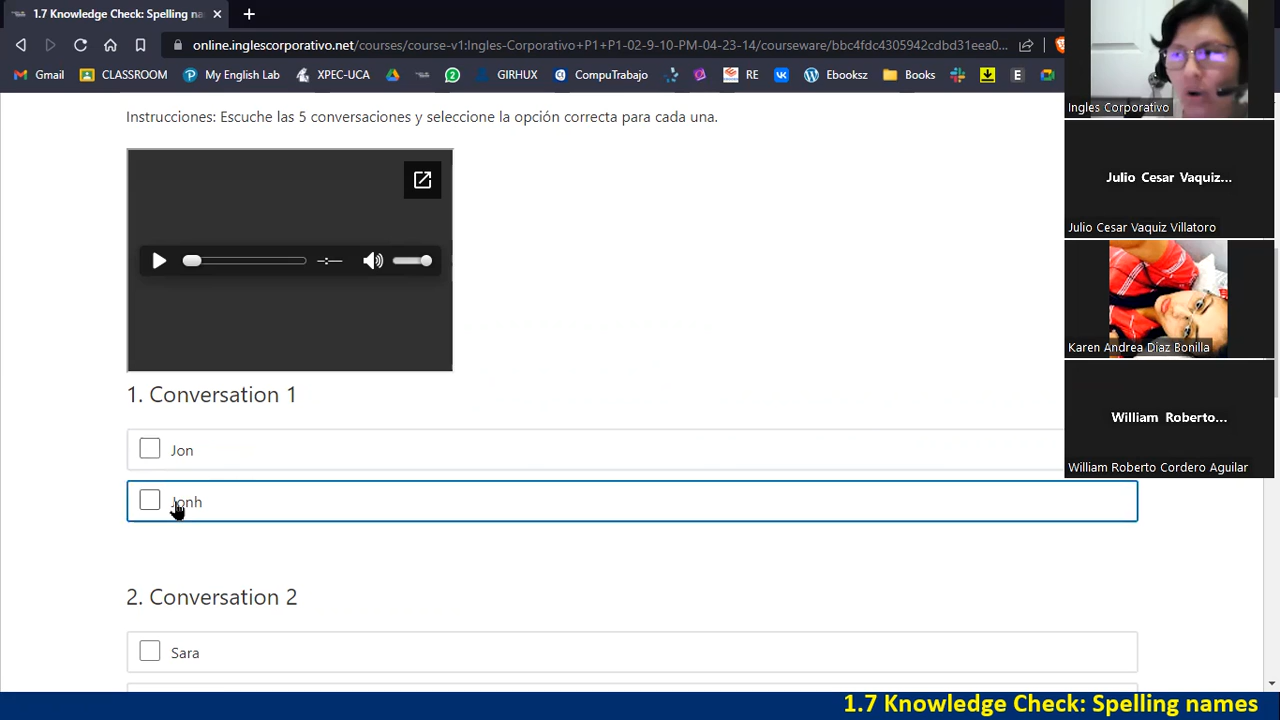 1.7 Knowledge Check: Spelling na
online.inglescorporativo.net/courses/course-v1:Ingles-Corporativo+P1+P1-02-9-10-PM-04-23-14/courseware/bbc4fdc4305942cdbd31eea0...
Gmail CLASSROOM My English Lab XPEC-UCA GIRHUX CompuTrabajo RE Ebooksz Books
Instrucciones: Escuche las 5 conversaciones y seleccione la opción correcta para cada una.
-:--
1. Conversation 1
Jon
Jonh
2. Conversation 2
Sara
Ingles Corporativo
Julio Cesar Vaquiz...
Julio Cesar Vaquiz Villatoro
Karen Andrea Diaz Bonilla
William Roberto...
William Roberto Cordero Aguilar
1.7 Knowledge Check: Spelling names